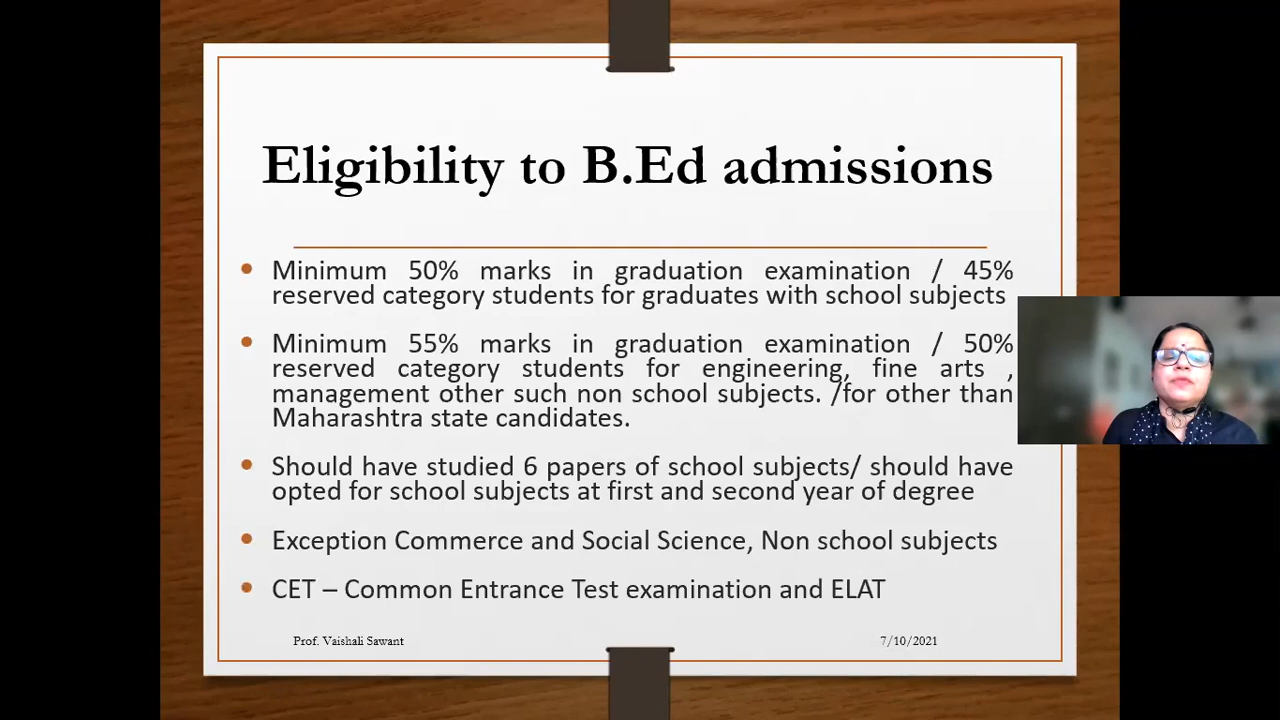 Eligibility to B.Ed admissions
• Minimum 50% marks in graduation examination / 45%
reserved category students for graduates with school subjects
• Minimum 55% marks in graduation examination / 50%
reserved category students for engineering, fine arts ,
management other such non school subjects. /for other than
Maharashtra state candidates.
• Should have studied 6 papers of school subjects/ should have
opted for school subjects at first and second year of degree
• Exception Commerce and Social Science, Non school subjects
• CET – Common Entrance Test examination and ELAT
Prof. Vaishali Sawant
7/10/2021